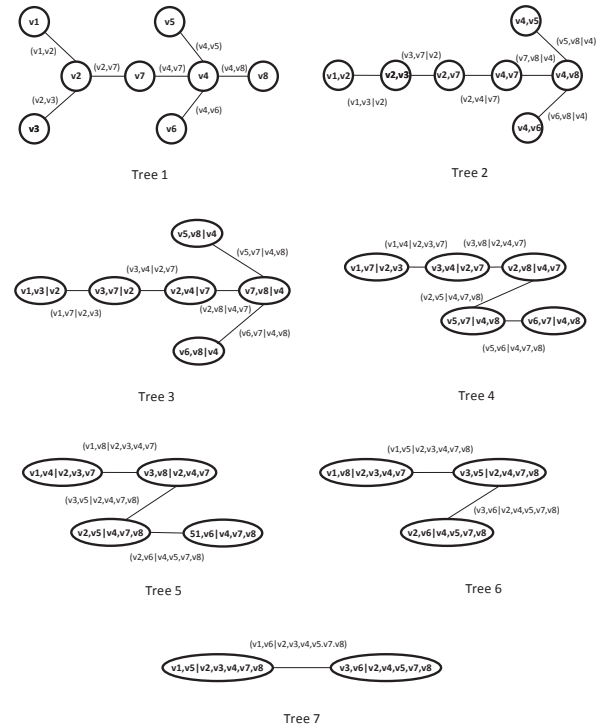 v1
v5
(v1,v2)
(v4,v5)
(v2,v7)
(v4,v7)
(v4,v8)
v2
v7
v4
v8
(v2,v3)
(v4,v6)
v3
v6
Tree 1
v4,v5
(v5,v8|v4)
(v3,v7|v2)
(v7,v8|v4)
v1,v2
v2,v3
v2,v7
v4,v7
v4,v8
(v1,v3|v2)
(v2,v4|v7)
(v6,v8|v4)
v4,v6
Tree 2
v5,v8|v4
(v5,v7|v4,v8)
(v3,v4|v2,v7)
v1,v3|v2
v3,v7|v2
v2,v4|v7
v7,v8|v4
(v1,v7|v2,v3)
(v2,v8|v4,v7)
(v6,v7|v4,v8)
v6,v8|v4
Tree 3
(v1,v4|v2,v3,v7)
(v3,v8|v2,v4,v7)
v1,v7|v2,v3
v3,v4|v2,v7
v2,v8|v4,v7
(v2,v5|v4,v7,v8)
v5,v7|v4,v8
v6,v7|v4,v8
(v5,v6|v4,v7,v8)
Tree 4
(v1,v8|v2,v3,v4,v7)
v1,v4|v2,v3,v7
v3,v8|v2,v4,v7
(v3,v5|v2,v4,v7,v8)
v2,v5|v4,v7,v8
51,v6|v4,v7,v8
(v2,v6|v4,v5,v7,v8)
Tree 5
(v1,v5|v2,v3,v4,v7,v8)
v1,v8|v2,v3,v4,v7
v3,v5|v2,v4,v7,v8
(v3,v6|v2,v4,v5,v7,v8)
v2,v6|v4,v5,v7,v8
Tree 6
(v1,v6|v2,v3,v4,v5.v7.v8)
v1,v5|v2,v3,v4,v7,v8
v3,v6|v2,v4,v5,v7,v8
Tree 7